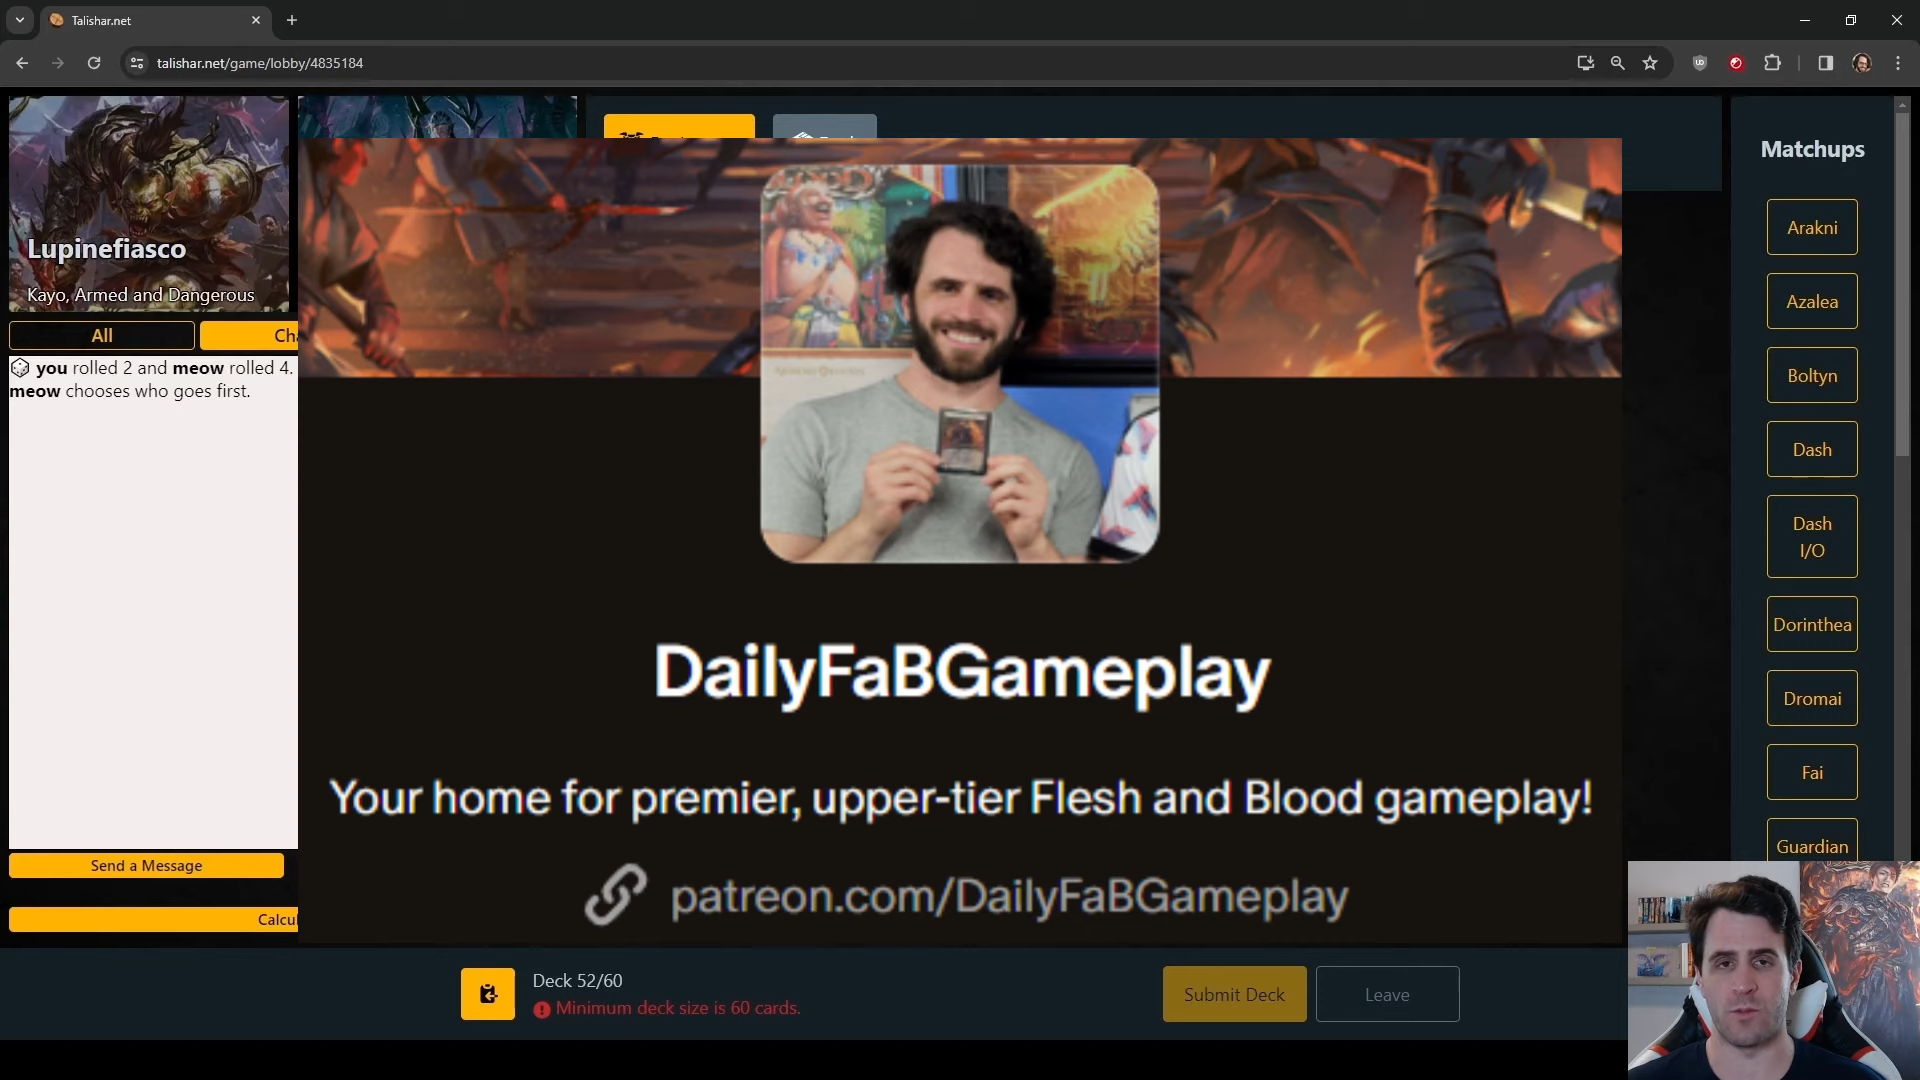 Talishar.net
talishar.net/game/lobby/4835184
Lupinefiasco
Kayo, Armed and Dangerous
All
Ch
you rolled 2 and meow rolled 4.
meow chooses who goes first.
Send a Message
Calcul
DailyFaBGameplay
Your home for premier, upper-tier Flesh and Blood gameplay!
patreon.com/DailyFaBGameplay
Deck 52/60
Minimum deck size is 60 cards.
Submit Deck
Leave
Matchups
Arakni
Azalea
Boltyn
Dash
Dash
I/O
Dorinthea
Dromai
Fai
Guardian